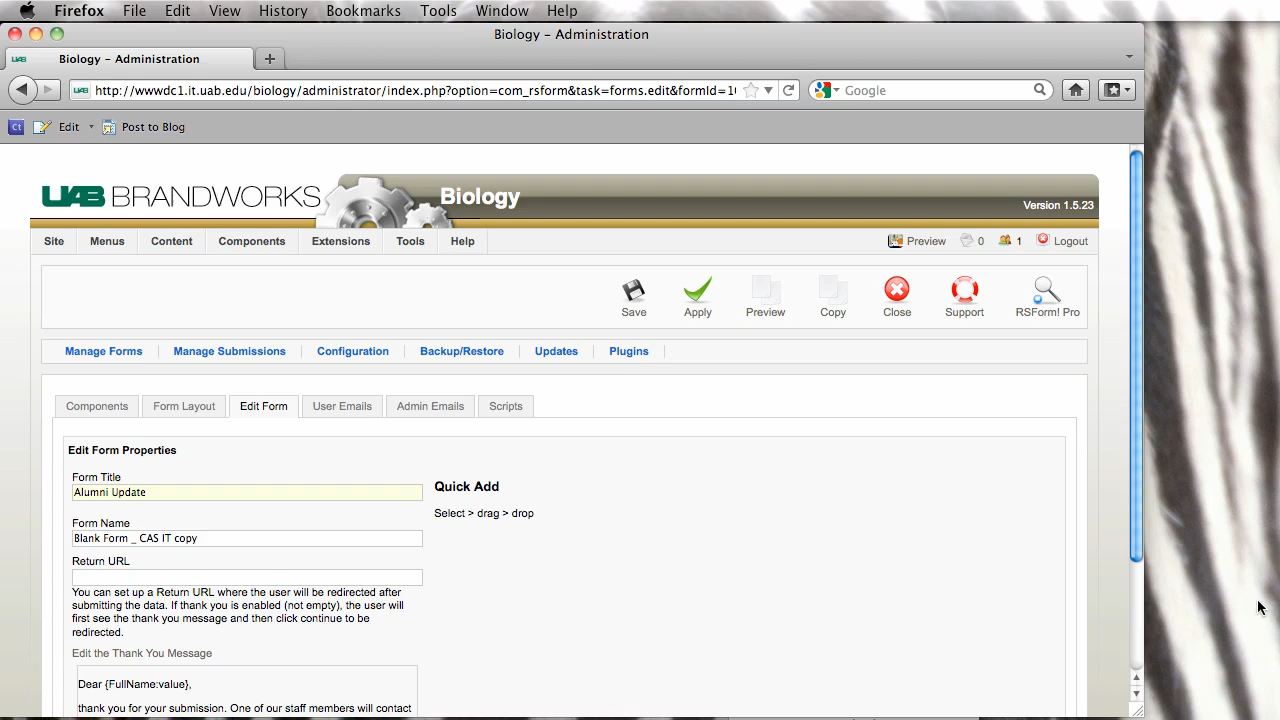 Firefox File Edit View History Bookmarks Tools Window Help
Biology – Administration
UAB Biology – Administration +
UAB http://wwwdc1.it.uab.edu/biology/administrator/index.php?option=com_rsform&task=forms.edit&formId=1 Google
Ct Edit Post to Blog
UAB BRANDWORKS Biology
Version 1.5.23
Site Menus Content Components Extensions Tools Help Preview 0 1 Logout
Save Apply Preview Copy Close Support RSForm! Pro
Manage Forms Manage Submissions Configuration Backup/Restore Updates Plugins
Components Form Layout Edit Form User Emails Admin Emails Scripts
Edit Form Properties
Form Title
Alumni Update
Quick Add
Select > drag > drop
Form Name
Blank Form _ CAS IT copy
Return URL
You can set up a Return URL where the user will be redirected after
submitting the data. If thank you is enabled (not empty), the user will
first see the thank you message and then click continue to be
redirected.
Edit the Thank You Message
Dear {FullName:value},
thank you for your submission. One of our staff members will contact